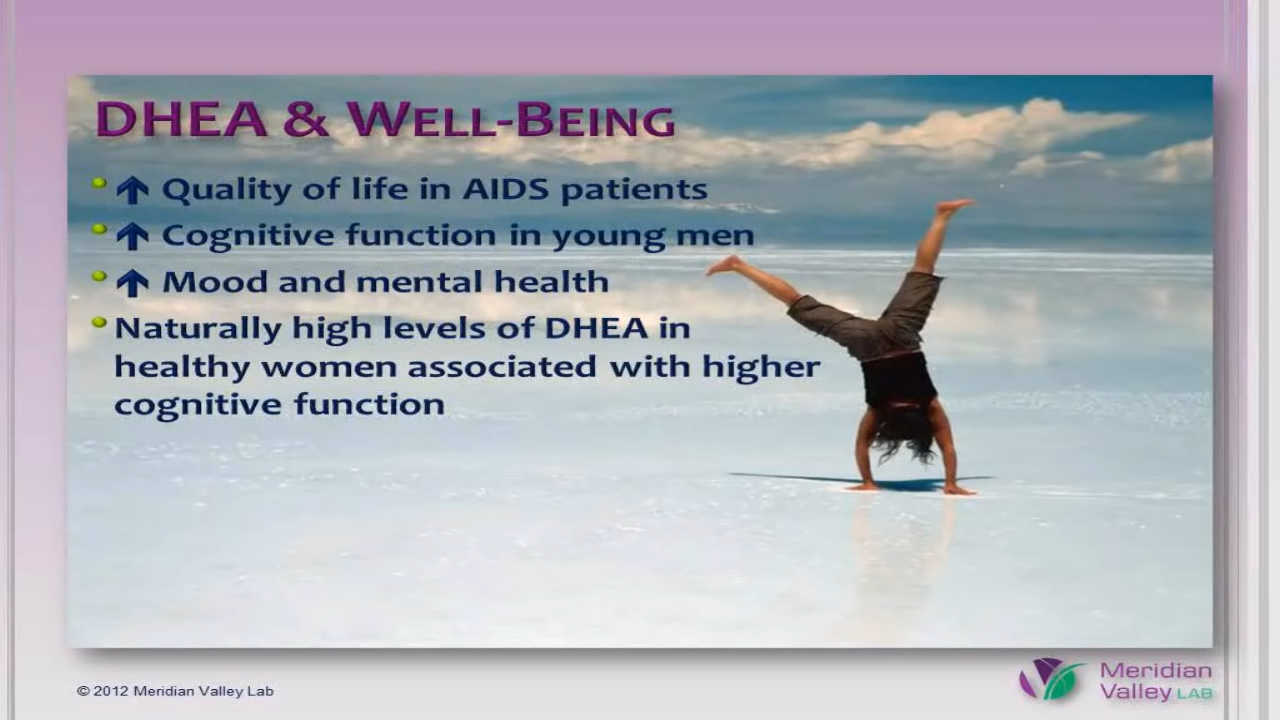 DHEA & WELL-BEING
• ↑ Quality of life in AIDS patients
• ↑ Cognitive function in young men
• ↑ Mood and mental health
• Naturally high levels of DHEA in
healthy women associated with higher
cognitive function
© 2012 Meridian Valley Lab
Meridian
Valley LAB